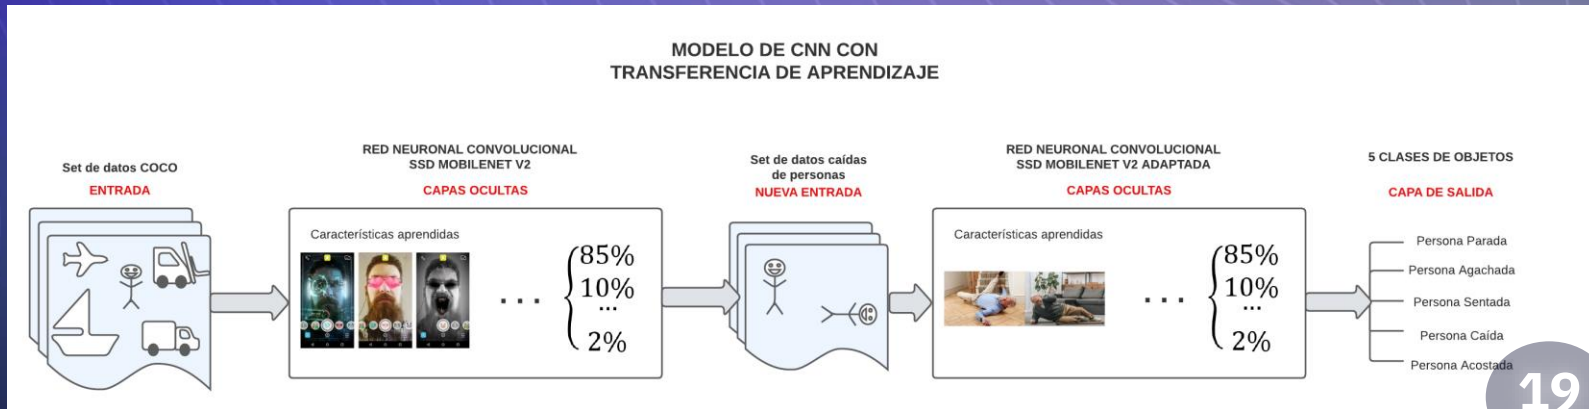 MODELO DE CNN CON
TRANSFERENCIA DE APRENDIZAJE
Set de datos COCO
ENTRADA
RED NEURONAL CONVOLUCIONAL
SSD MOBILENET V2
CAPAS OCULTAS
Características aprendidas
...
85%
10%
...
2%
Set de datos caídas
de personas
NUEVA ENTRADA
RED NEURONAL CONVOLUCIONAL
SSD MOBILENET V2 ADAPTADA
CAPAS OCULTAS
Características aprendidas
...
85%
10%
...
2%
5 CLASES DE OBJETOS
CAPA DE SALIDA
Persona Parada
Persona Agachada
Persona Sentada
Persona Caída
Persona Acostada
19